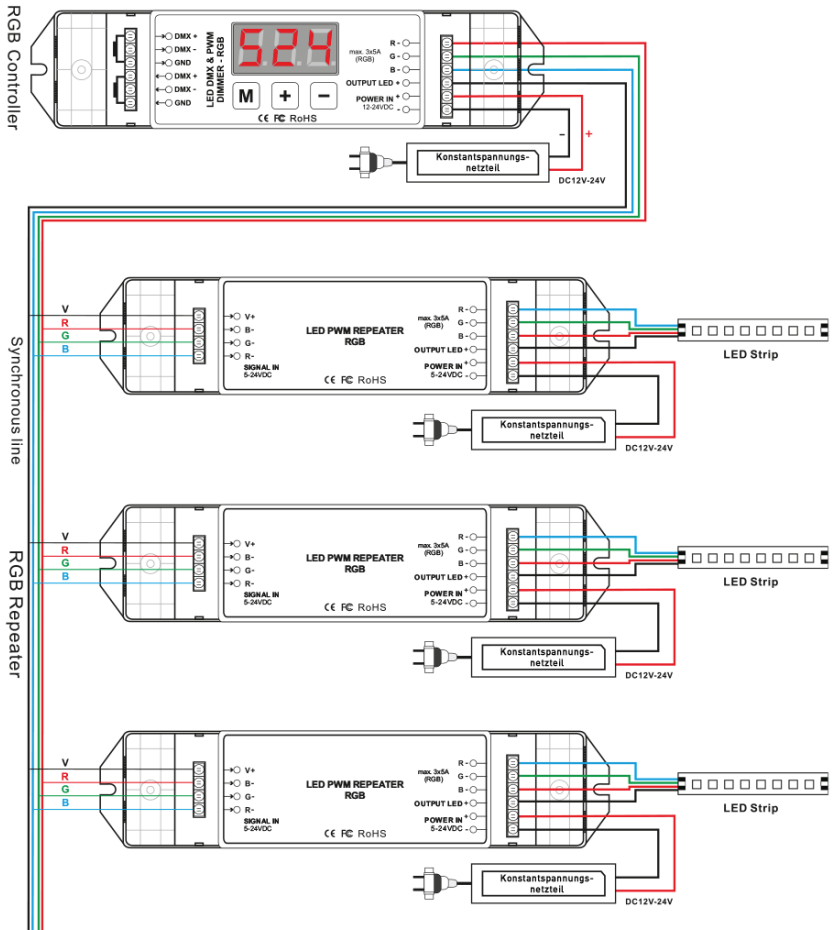 RGB Controller
DMX +
DMX -
GND
DMX +
DMX -
GND
LED DMX & PWM
DIMMER - RGB
524
M + −
CE FC RoHS
max. 3x5A
(RGB)
R -
G -
B -
OUTPUT LED +
POWER IN +
12-24VDC -
− +
Konstantspannungs-
netzteil
DC12V-24V
Synchronous line
V
R
G
B
V+
B-
G-
R-
SIGNAL IN
5-24VDC
LED PWM REPEATER
RGB
CE FC RoHS
max. 3x5A
(RGB)
R -
G -
B -
OUTPUT LED +
POWER IN +
5-24VDC -
LED Strip
Konstantspannungs-
netzteil
DC12V-24V
RGB Repeater
V
R
G
B
V+
B-
G-
R-
SIGNAL IN
5-24VDC
LED PWM REPEATER
RGB
CE FC RoHS
max. 3x5A
(RGB)
R -
G -
B -
OUTPUT LED +
POWER IN +
5-24VDC -
LED Strip
Konstantspannungs-
netzteil
DC12V-24V
V
R
G
B
V+
B-
G-
R-
SIGNAL IN
5-24VDC
LED PWM REPEATER
RGB
CE FC RoHS
max. 3x5A
(RGB)
R -
G -
B -
OUTPUT LED +
POWER IN +
5-24VDC -
LED Strip
Konstantspannungs-
netzteil
DC12V-24V